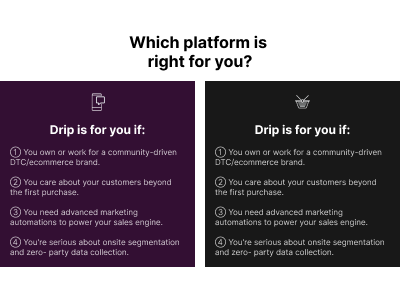 Which platform is
right for you?
Drip is for you if:
① You own or work for a community-driven
DTC/ecommerce brand.
② You care about your customers beyond
the first purchase.
③ You need advanced marketing
automations to power your sales engine.
④ You're serious about onsite segmentation
and zero- party data collection.
Drip is for you if:
① You own or work for a community-driven
DTC/ecommerce brand.
② You care about your customers beyond
the first purchase.
③ You need advanced marketing
automations to power your sales engine.
④ You're serious about onsite segmentation
and zero- party data collection.